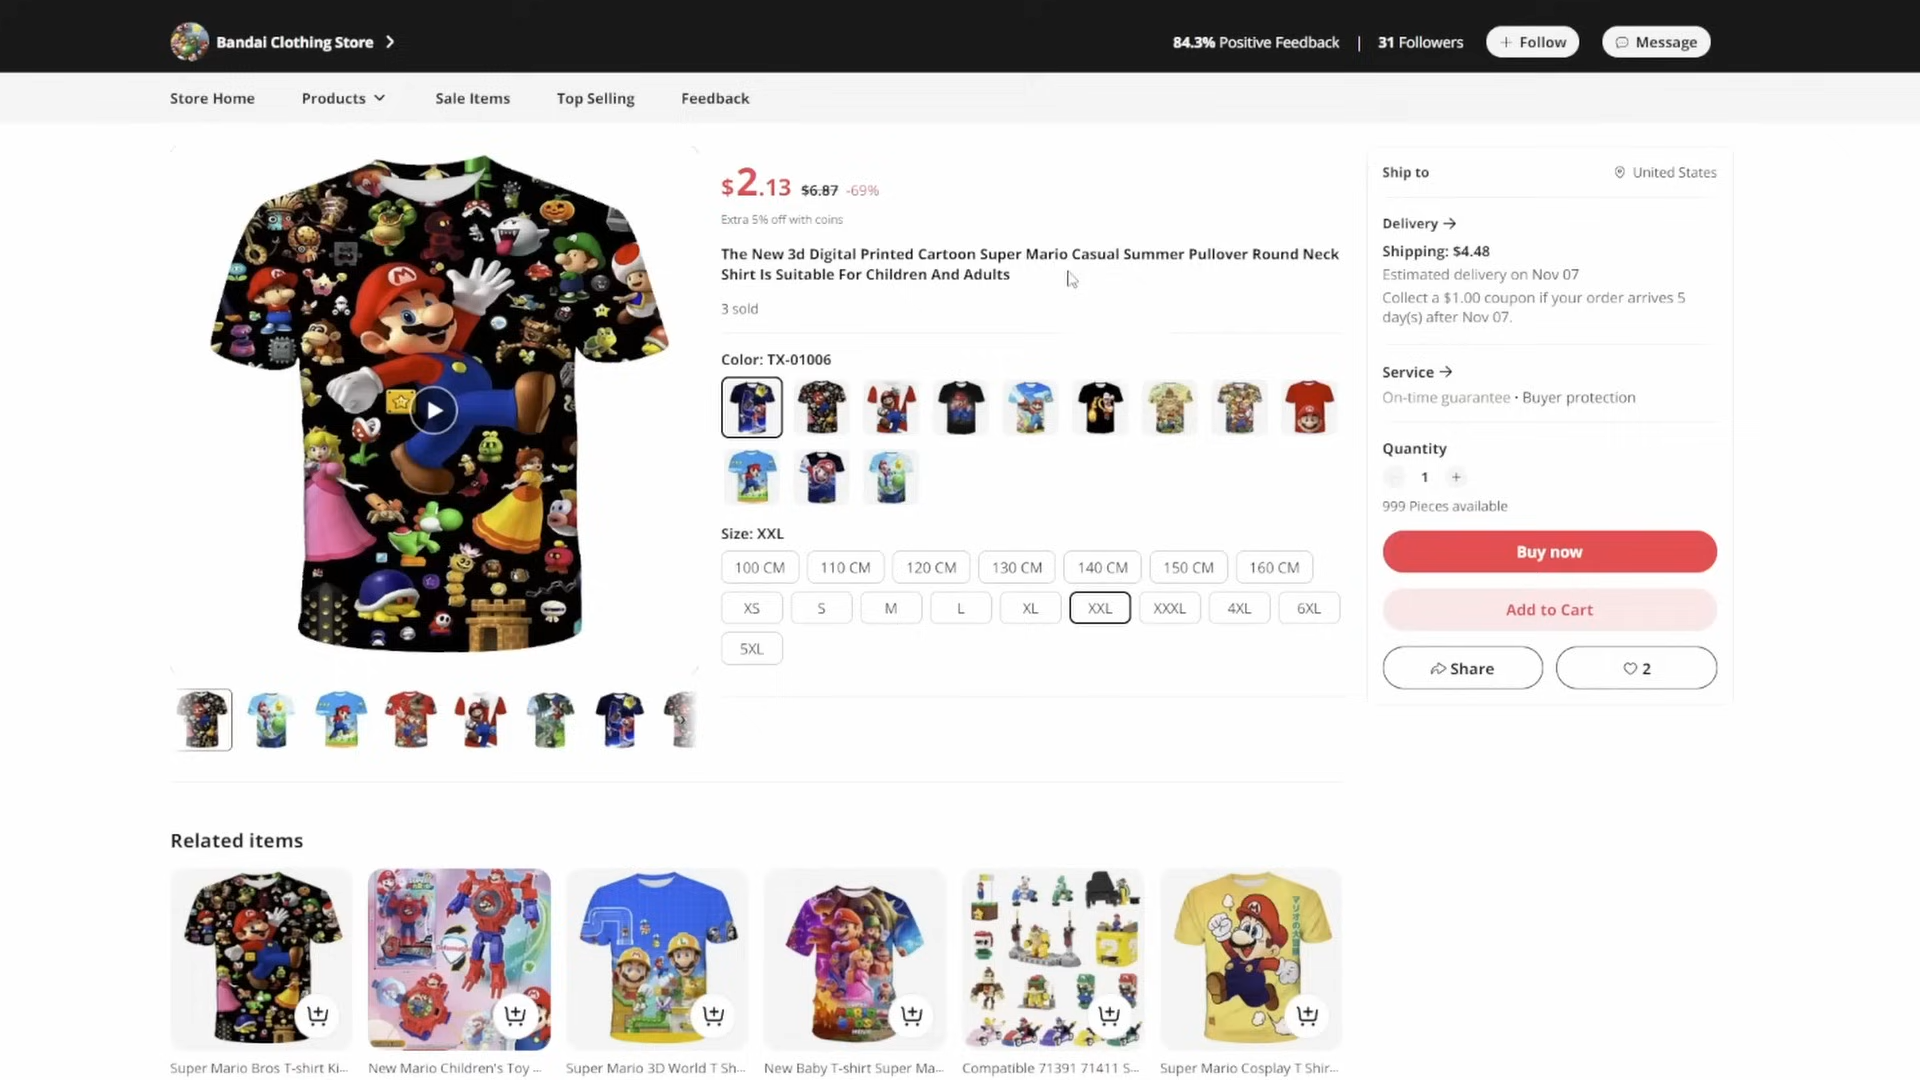 Bandai Clothing Store
84.3% Positive Feedback | 31 Followers
+ Follow
Message
Store Home
Products
Sale Items
Top Selling
Feedback
$2.13 $6.87 -69%
Extra 5% off with coins
The New 3d Digital Printed Cartoon Super Mario Casual Summer Pullover Round Neck
Shirt Is Suitable For Children And Adults
3 sold
Color: TX-01006
Size: XXL
100 CM
110 CM
120 CM
130 CM
140 CM
150 CM
160 CM
XS
S
M
L
XL
XXL
XXXL
4XL
6XL
5XL
Ship to
United States
Delivery →
Shipping: $4.48
Estimated delivery on Nov 07
Collect a $1.00 coupon if your order arrives 5
day(s) after Nov 07.
Service →
On-time guarantee · Buyer protection
Quantity
1 +
999 Pieces available
Buy now
Add to Cart
Share
2
Related items
Super Mario Bros T-shirt Ki...
New Mario Children's Toy ...
Super Mario 3D World T Sh...
New Baby T-shirt Super Ma...
Compatible 71391 71411 S...
Super Mario Cosplay T Shir...